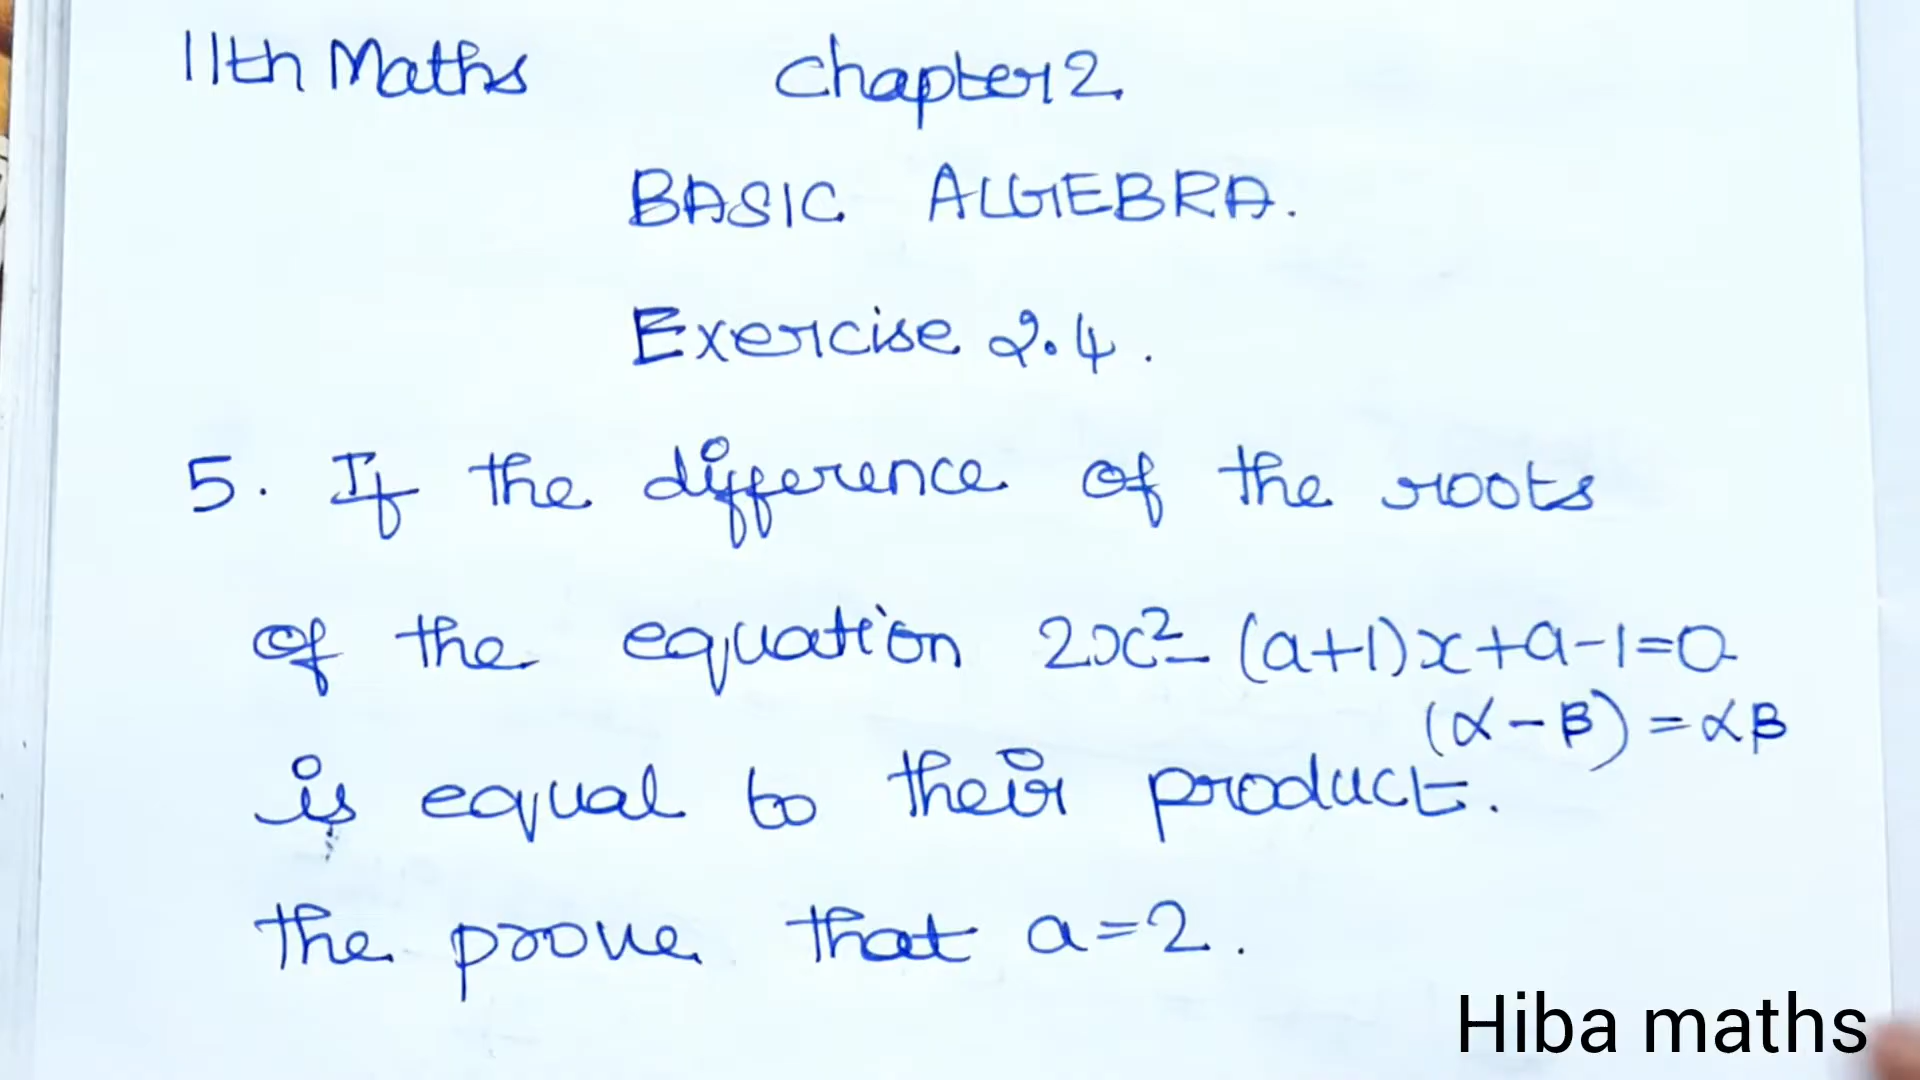 11th Maths Chapter 2.
BASIC ALGEBRA.
Exercise 2.4.
5. If the difference of the roots
of the equation 2x²-(a+1)x+a-1=0
(α-β)=αβ
is equal to their product.
the prove that a=2.
Hiba maths